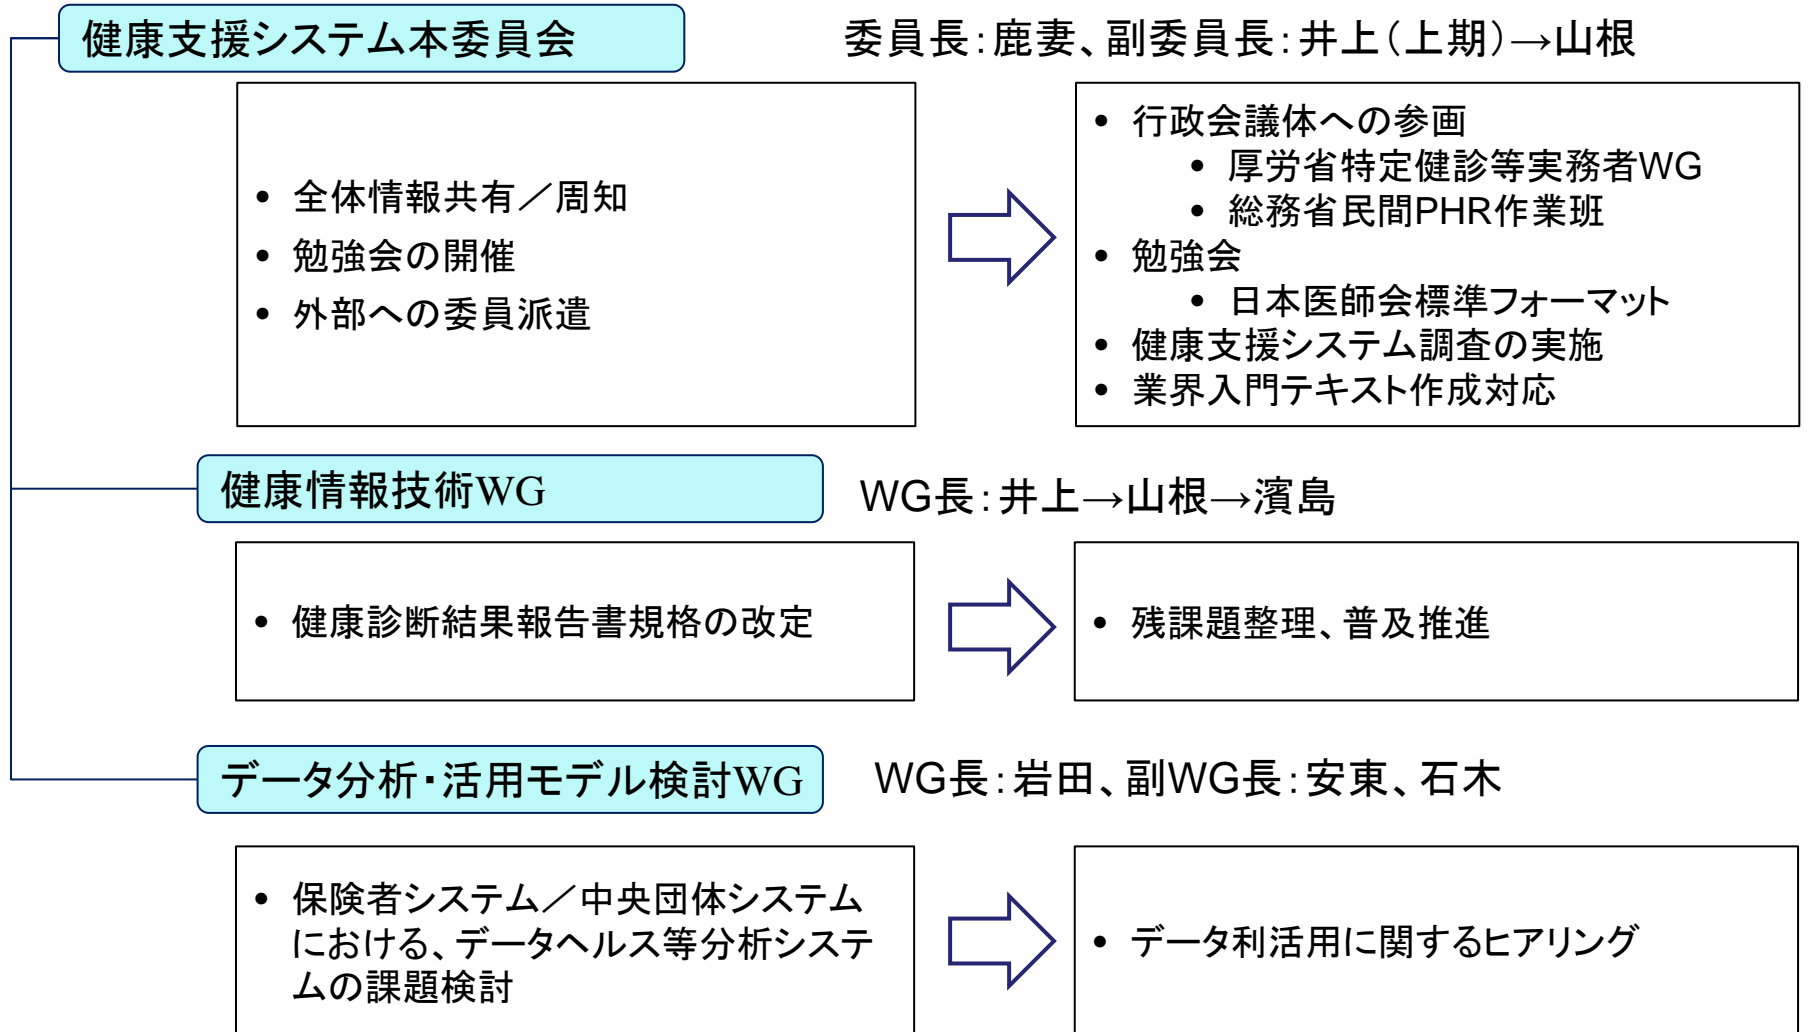 健康支援システム本委員会
委員長：鹿妻、副委員長：井上（上期）→山根
• 全体情報共有／周知
• 勉強会の開催
• 外部への委員派遣
• 行政会議体への参画
• 厚労省特定健診等実務者WG
• 総務省民間PHR作業班
• 勉強会
• 日本医師会標準フォーマット
• 健康支援システム調査の実施
• 業界入門テキスト作成対応
健康情報技術WG
WG長：井上→山根→濱島
• 健康診断結果報告書規格の改定
• 残課題整理、普及推進
データ分析・活用モデル検討WG
WG長：岩田、副WG長：安東、石木
• 保険者システム／中央団体システム
における、データヘルス等分析システ
ムの課題検討
• データ利活用に関するヒアリング